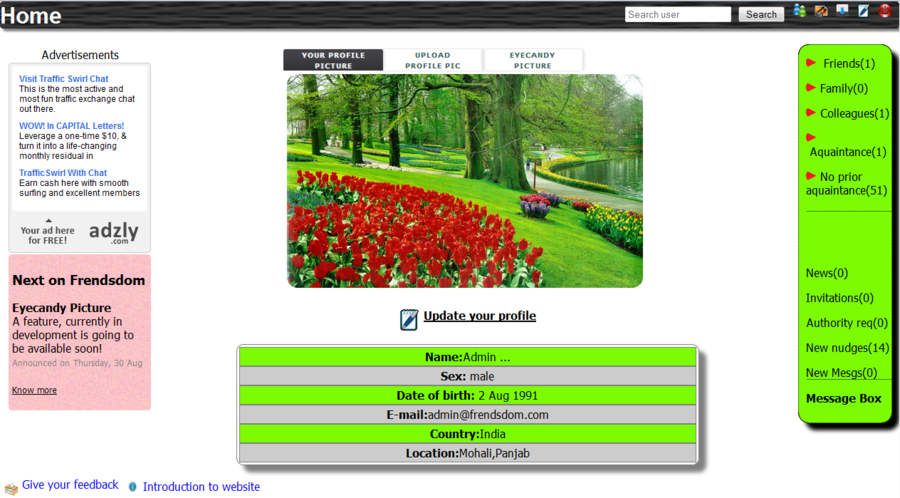 Home
Search user
Search
Advertisements
Visit Traffic Swirl Chat
This is the most active and
most fun traffic exchange chat
out there.
WOW! In CAPITAL Letters!
Leverage a one-time $10, &
turn it into a life-changing
monthly residual in
TrafficSwirl With Chat
Earn cash here with smooth
surfing and excellent members
Your ad here
for FREE!
adzly
.com
Next on Frendsdom
Eyecandy Picture
A feature, currently in
development is going to
be available soon!
Announced on Thursday, 30 Aug
Know more
YOUR PROFILE
PICTURE
UPLOAD
PROFILE PIC
EYECANDY
PICTURE
Update your profile
Name:Admin ...
Sex: male
Date of birth: 2 Aug 1991
E-mail:admin@frendsdom.com
Country:India
Location:Mohali,Panjab
Friends(1)
Family(0)
Colleagues(1)
Aquaintance(1)
No prior
aquaintance(51)
News(0)
Invitations(0)
Authority req(0)
New nudges(14)
New Mesgs(0)
Message Box
Give your feedback
Introduction to website